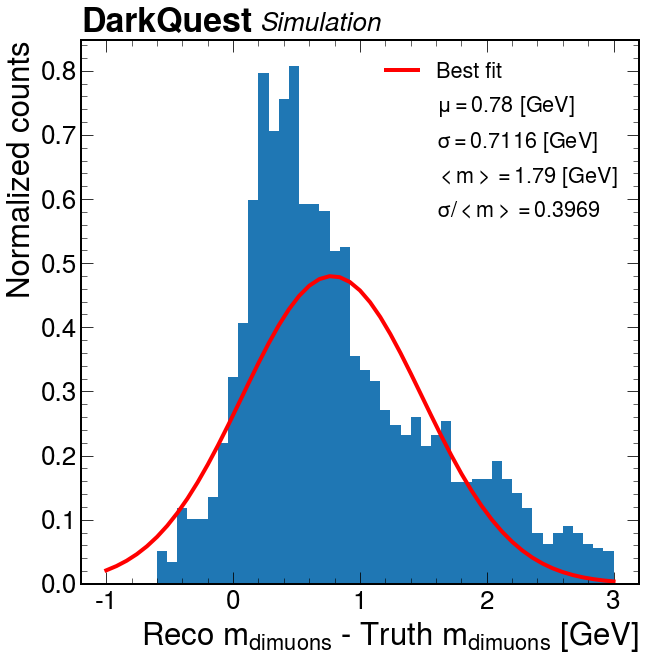 DarkQuest Simulation
Normalized counts
0.8
0.7
0.6
0.5
0.4
0.3
0.2
0.1
0.0
Best fit
μ = 0.78 [GeV]
σ = 0.7116 [GeV]
< m > = 1.79 [GeV]
σ/< m > = 0.3969
-1 0 1 2 3
Reco m_dimuons - Truth m_dimuons [GeV]